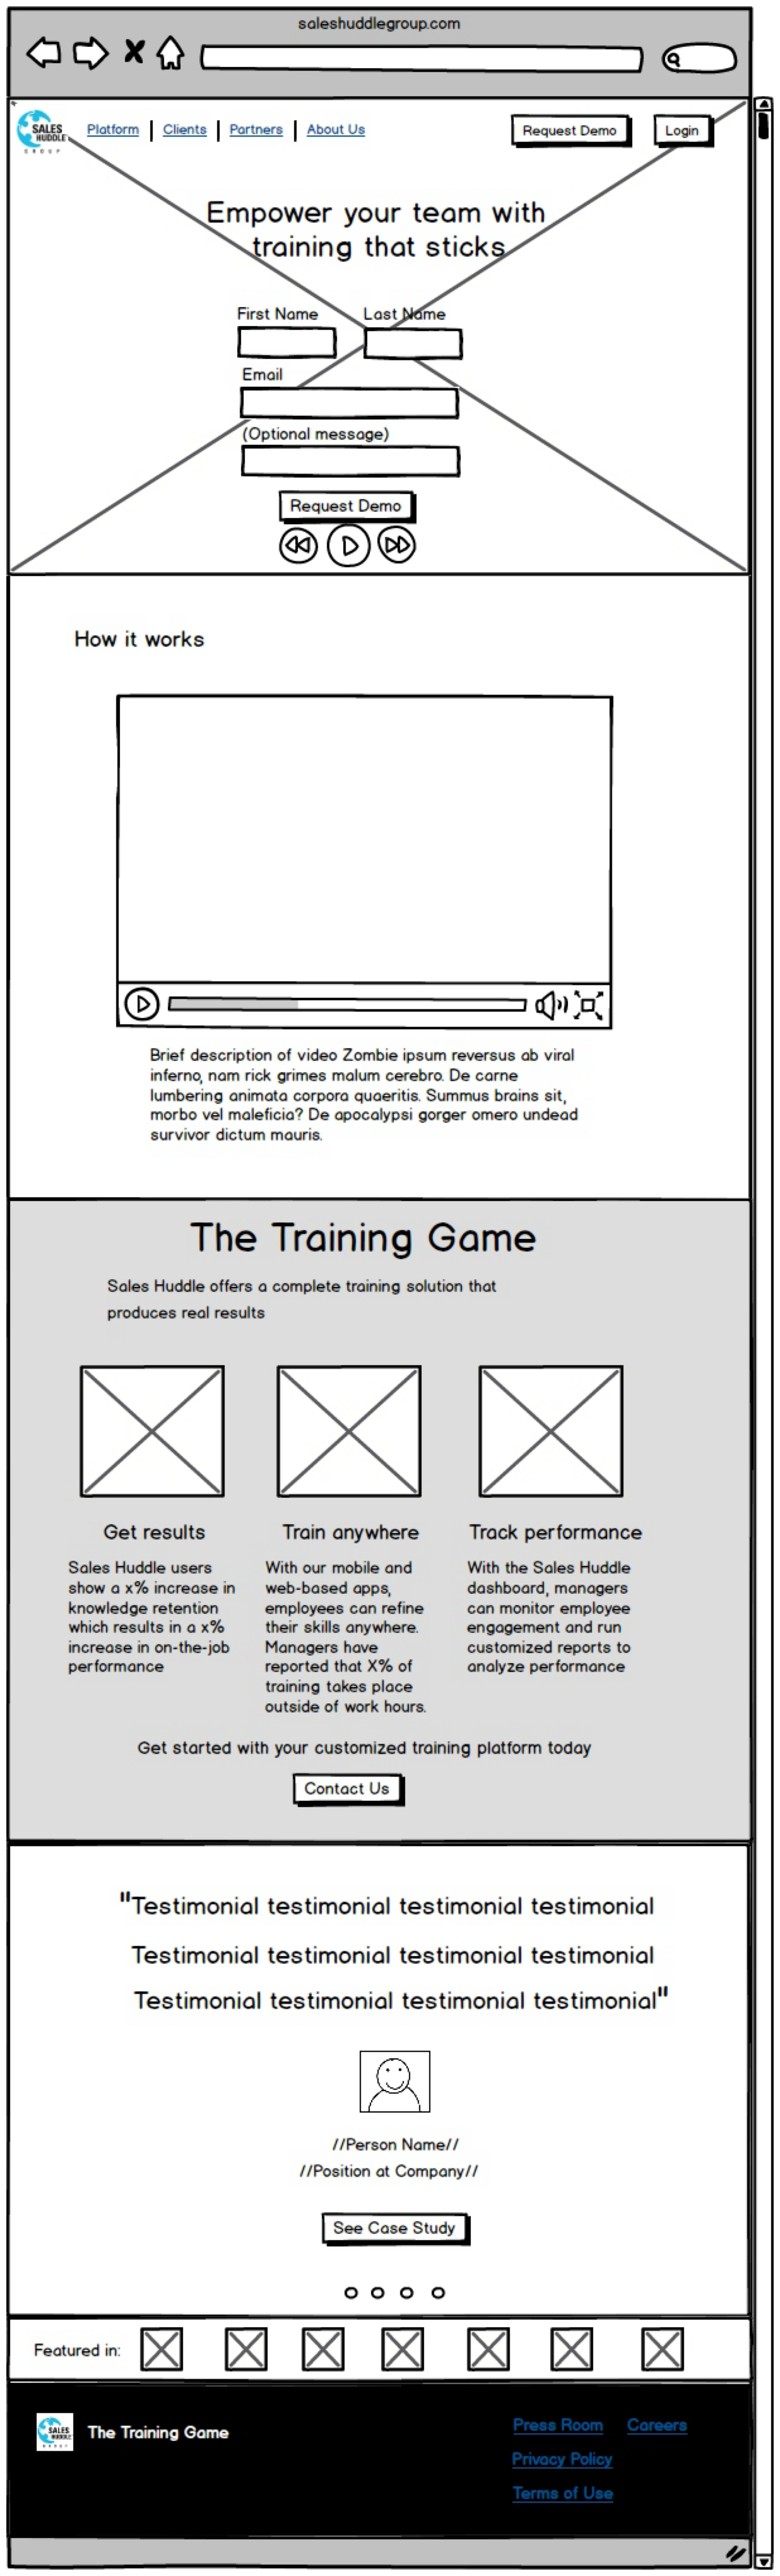 saleshuddlegroup.com
SALES
HUDDLE
GROUP
Platform | Clients | Partners | About Us
Request Demo
Login
Empower your team with
training that sticks
First Name
Last Name
Email
(Optional message)
Request Demo
How it works
Brief description of video Zombie ipsum reversus ab viral
inferno, nam rick grimes malum cerebro. De carne
lumbering animata corpora quaeritis. Summus brains sit,
morbo vel maleficia? De apocalypsi gorger omero undead
survivor dictum mauris.
The Training Game
Sales Huddle offers a complete training solution that
produces real results
Get results
Sales Huddle users
show a x% increase in
knowledge retention
which results in a x%
increase in on-the-job
performance
Train anywhere
With our mobile and
web-based apps,
employees can refine
their skills anywhere.
Managers have
reported that X% of
training takes place
outside of work hours.
Track performance
With the Sales Huddle
dashboard, managers
can monitor employee
engagement and run
customized reports to
analyze performance
Get started with your customized training platform today
Contact Us
"Testimonial testimonial testimonial testimonial
Testimonial testimonial testimonial testimonial
Testimonial testimonial testimonial testimonial"
//Person Name//
//Position at Company//
See Case Study
Featured in:
SALES
HUDDLE
GROUP
The Training Game
Press Room
Careers
Privacy Policy
Terms of Use